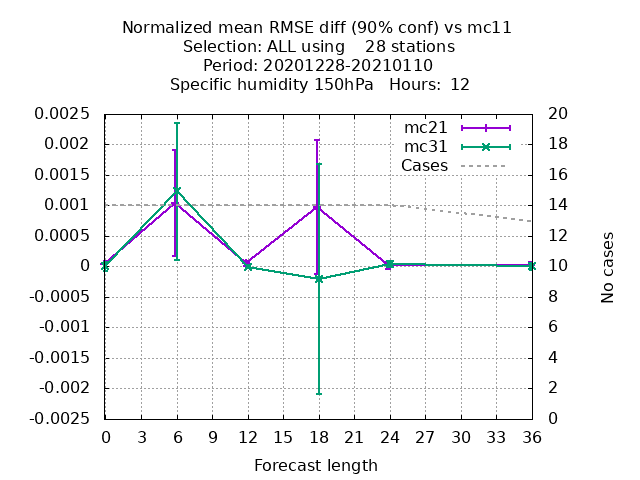 Normalized mean RMSE diff (90% conf) vs mc11
Selection: ALL using    28 stations
Period: 20201228-20210110
Specific humidity 150hPa   Hours:  12
0.0025
0.002
0.0015
0.001
0.0005
0
-0.0005
-0.001
-0.0015
-0.002
-0.0025
mc21
mc31
Cases
20
18
16
14
12
10
8
6
4
2
0
No cases
0 3 6 9 12 15 18 21 24 27 30 33 36
Forecast length